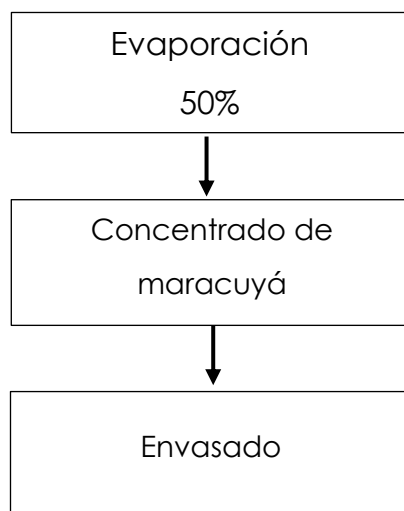 Evaporación
50%
Concentrado de
maracuyá
Envasado